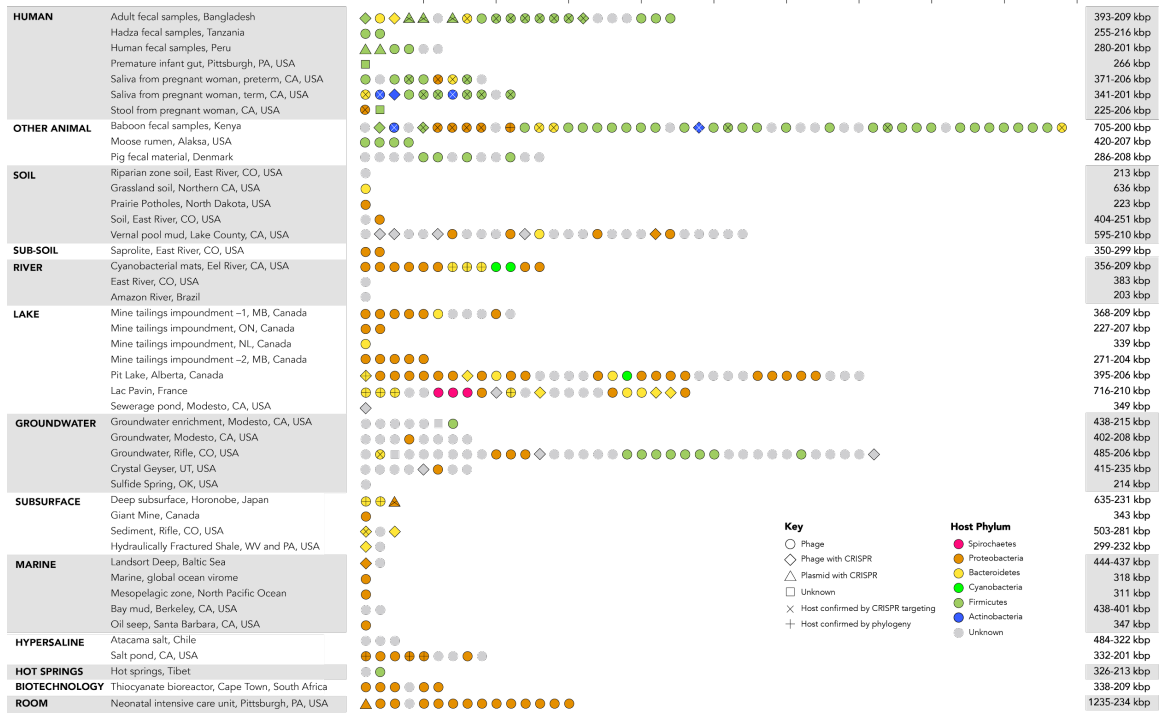 HUMAN Adult fecal samples, Bangladesh 393-209 kbp
Hadza fecal samples, Tanzania 255-216 kbp
Human fecal samples, Peru 280-201 kbp
Premature infant gut, Pittsburgh, PA, USA 266 kbp
Saliva from pregnant woman, preterm, CA, USA 371-206 kbp
Saliva from pregnant woman, term, CA, USA 341-201 kbp
Stool from pregnant woman, CA, USA 225-206 kbp
OTHER ANIMAL Baboon fecal samples, Kenya 705-200 kbp
Moose rumen, Alaksa, USA 420-207 kbp
Pig fecal material, Denmark 286-208 kbp
SOIL Riparian zone soil, East River, CO, USA 213 kbp
Grassland soil, Northern CA, USA 636 kbp
Prairie Potholes, North Dakota, USA 223 kbp
Soil, East River, CO, USA 404-251 kbp
Vernal pool mud, Lake County, CA, USA 595-210 kbp
SUB-SOIL Saprolite, East River, CO, USA 350-299 kbp
RIVER Cyanobacterial mats, Eel River, CA, USA 356-209 kbp
East River, CO, USA 383 kbp
Amazon River, Brazil 203 kbp
LAKE Mine tailings impoundment –1, MB, Canada 368-209 kbp
Mine tailings impoundment, ON, Canada 227-207 kbp
Mine tailings impoundment, NL, Canada 339 kbp
Mine tailings impoundment –2, MB, Canada 271-204 kbp
Pit Lake, Alberta, Canada 395-206 kbp
Lac Pavin, France 716-210 kbp
Sewerage pond, Modesto, CA, USA 349 kbp
GROUNDWATER Groundwater enrichment, Modesto, CA, USA 438-215 kbp
Groundwater, Modesto, CA, USA 402-208 kbp
Groundwater, Rifle, CO, USA 485-206 kbp
Crystal Geyser, UT, USA 415-235 kbp
Sulfide Spring, OK, USA 214 kbp
SUBSURFACE Deep subsurface, Horonobe, Japan 635-231 kbp
Giant Mine, Canada 343 kbp
Sediment, Rifle, CO, USA 503-281 kbp
Hydraulically Fractured Shale, WV and PA, USA 299-232 kbp
MARINE Landsort Deep, Baltic Sea 444-437 kbp
Marine, global ocean virome 318 kbp
Mesopelagic zone, North Pacific Ocean 311 kbp
Bay mud, Berkeley, CA, USA 438-401 kbp
Oil seep, Santa Barbara, CA, USA 347 kbp
HYPERSALINE Atacama salt, Chile 484-322 kbp
Salt pond, CA, USA 332-201 kbp
HOT SPRINGS Hot springs, Tibet 326-213 kbp
BIOTECHNOLOGY Thiocyanate bioreactor, Cape Town, South Africa 338-209 kbp
ROOM Neonatal intensive care unit, Pittsburgh, PA, USA 1235-234 kbp
Key
Phage
Phage with CRISPR
Plasmid with CRISPR
Unknown
Host confirmed by CRISPR targeting
Host confirmed by phylogeny
Host Phylum
Spirochaetes
Proteobacteria
Bacteroidetes
Cyanobacteria
Firmicutes
Actinobacteria
Unknown